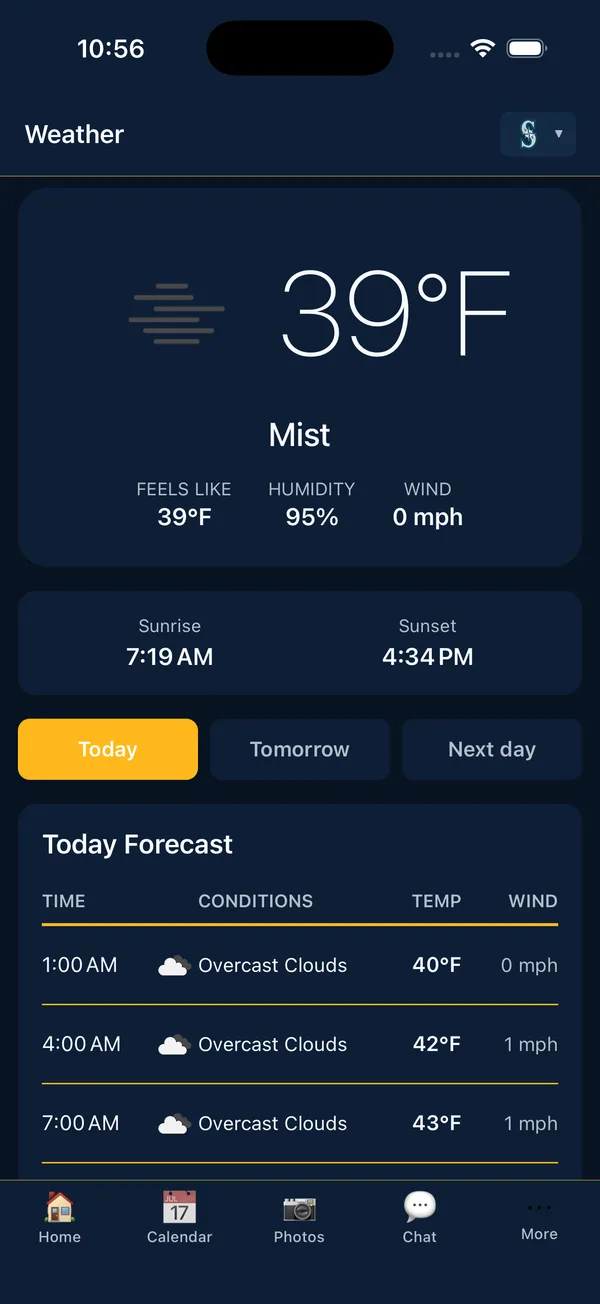 10:56
Weather
S
▼
39°F
Mist
FEELS LIKE HUMIDITY WIND
39°F 95% 0 mph
Sunrise Sunset
7:19 AM 4:34 PM
Today Tomorrow Next day
Today Forecast
TIME CONDITIONS TEMP WIND
1:00 AM Overcast Clouds 40°F 0 mph
4:00 AM Overcast Clouds 42°F 1 mph
7:00 AM Overcast Clouds 43°F 1 mph
JUL
17
Home Calendar Photos Chat More